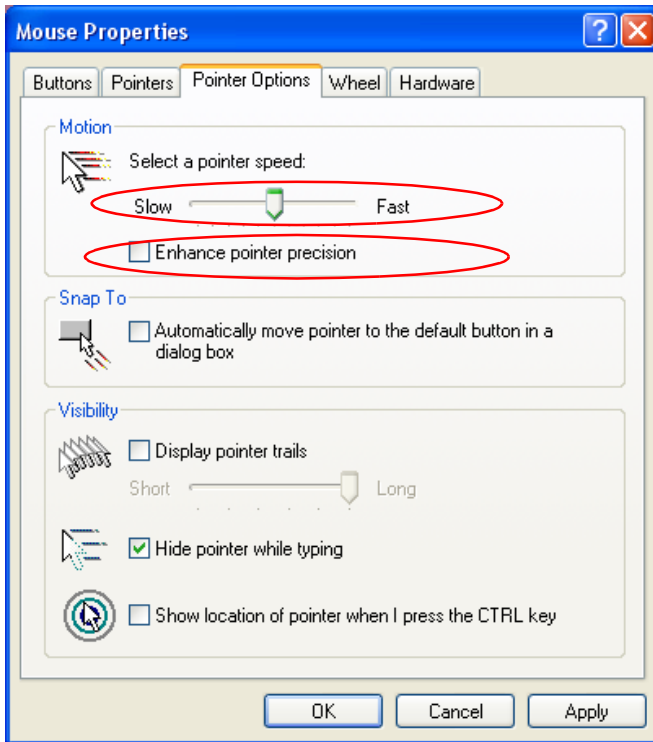 Mouse Properties
Buttons Pointers Pointer Options Wheel Hardware
Motion
Select a pointer speed:
Slow Fast
Enhance pointer precision
Snap To
Automatically move pointer to the default button in a
dialog box
Visibility
Display pointer trails
Short Long
Hide pointer while typing
Show location of pointer when I press the CTRL key
OK Cancel Apply